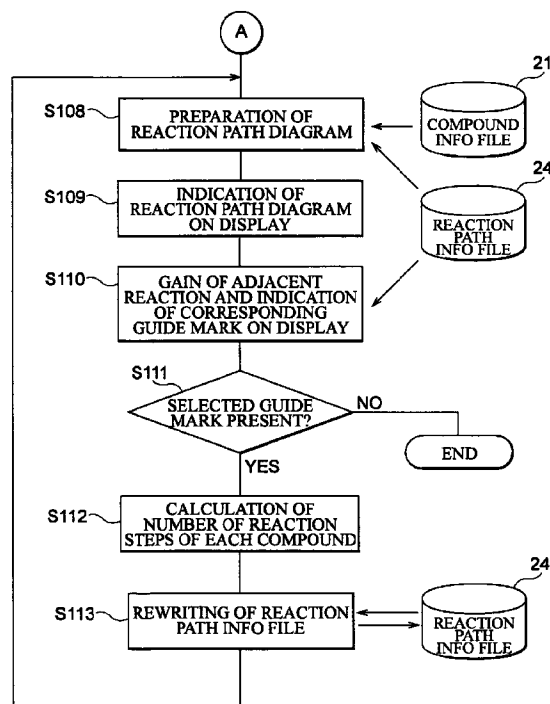 A
21
S108
PREPARATION OF
REACTION PATH DIAGRAM
COMPOUND
INFO FILE
24
S109
INDICATION OF
REACTION PATH DIAGRAM
ON DISPLAY
REACTION
PATH
INFO FILE
S110
GAIN OF ADJACENT
REACTION AND INDICATION
OF CORRESPONDING
GUIDE MARK ON DISPLAY
S111
SELECTED GUIDE
MARK PRESENT?
NO
END
YES
S112
CALCULATION OF
NUMBER OF REACTION
STEPS OF EACH COMPOUND
24
S113
REWRITING OF REACTION
PATH INFO FILE
REACTION
PATH
INFO FILE